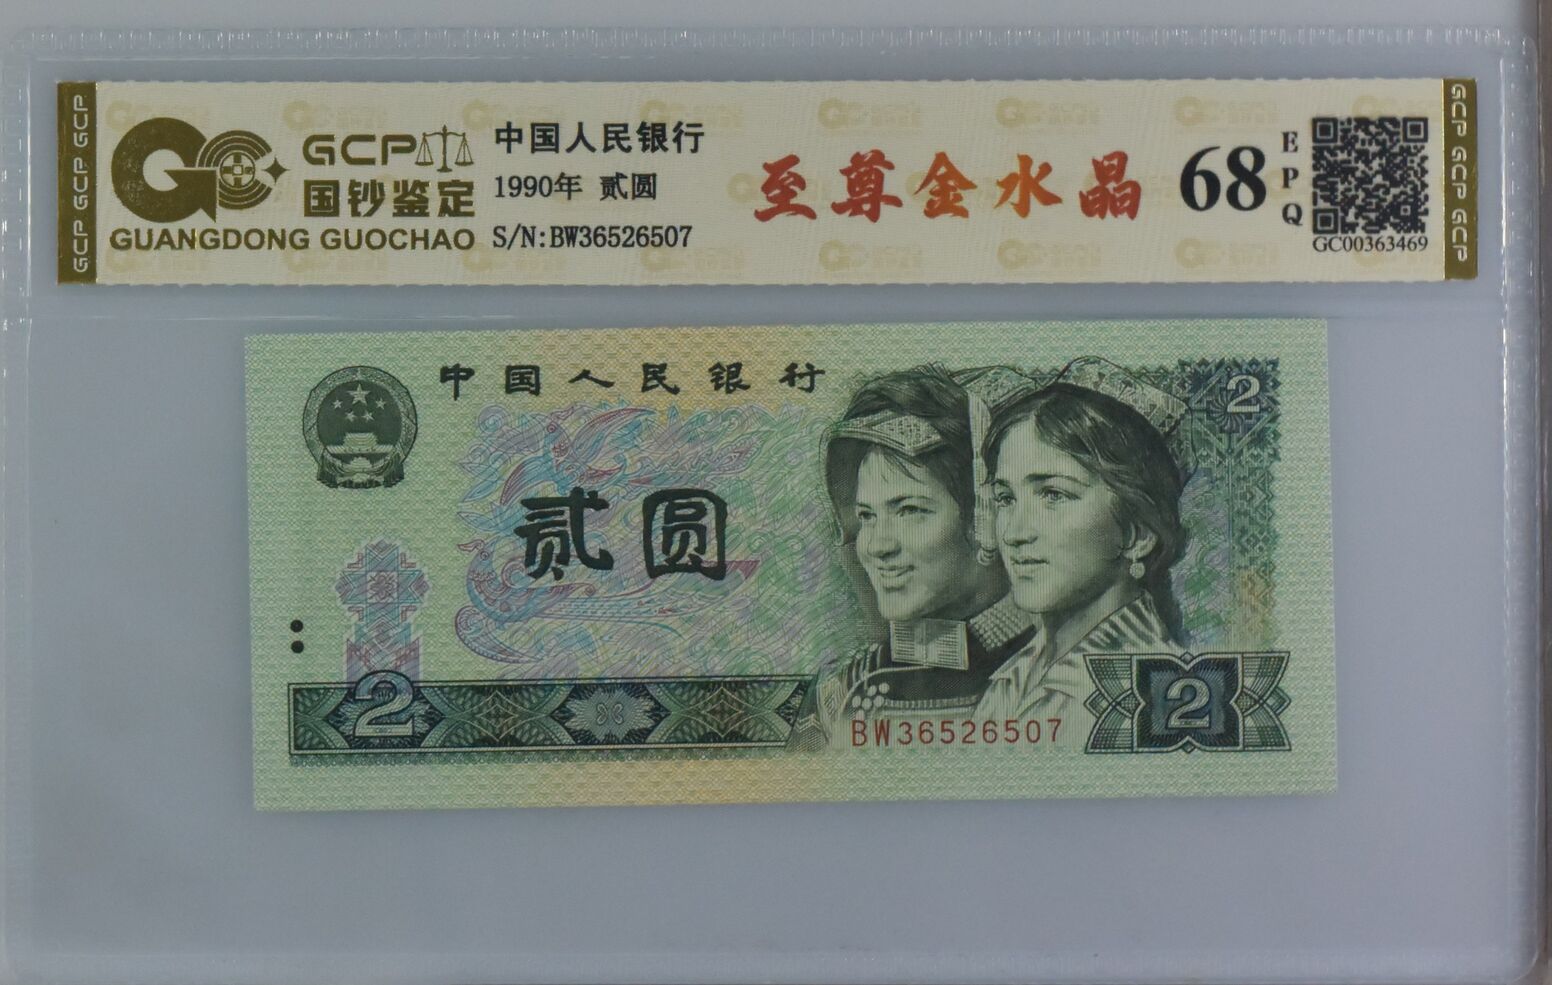 GCP GCP GCP
GCP
国钞鉴定
GUANGDONG GUOCHAO
中国人民银行
1990年 贰圆
S/N:BW36526507
至尊金水晶
68
EPQ
GC00363469
GCP GCP GCP
中国人民银行
2
贰圆
2
BW36526507
2